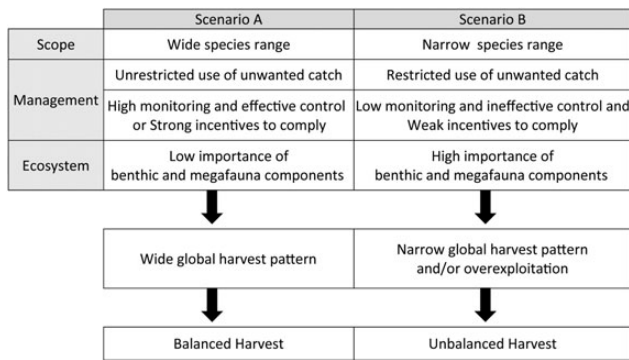 Scenario A Scenario B
Scope Wide species range Narrow species range
Management Unrestricted use of unwanted catch Restricted use of unwanted catch
High monitoring and effective control Low monitoring and ineffective control and
or Strong incentives to comply Weak incentives to comply
Ecosystem Low importance of High importance of
benthic and megafauna components benthic and megafauna components
Wide global harvest pattern Narrow global harvest pattern
and/or overexploitation
Balanced Harvest Unbalanced Harvest